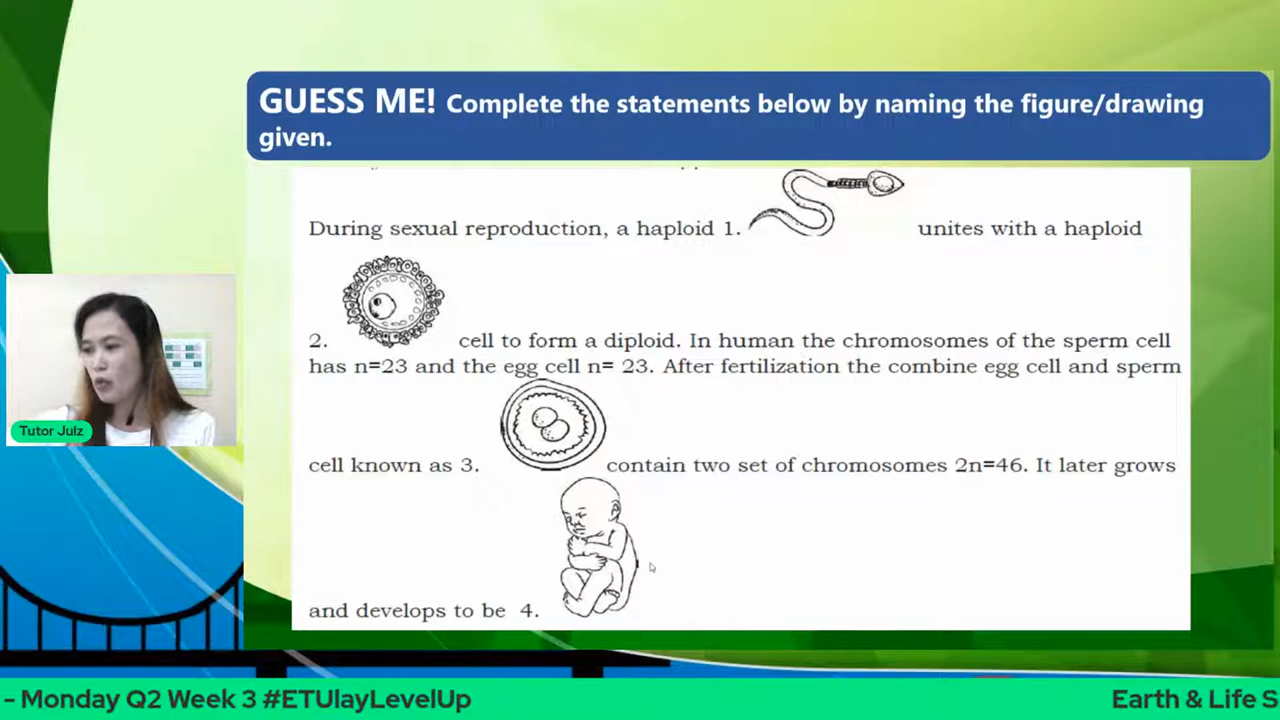 GUESS ME! Complete the statements below by naming the figure/drawing
given.
During sexual reproduction, a haploid 1. unites with a haploid
2. cell to form a diploid. In human the chromosomes of the sperm cell
has n=23 and the egg cell n= 23. After fertilization the combine egg cell and sperm
cell known as 3. contain two set of chromosomes 2n=46. It later grows
and develops to be 4.
Tutor Julz
– Monday Q2 Week 3 #ETUlayLevelUp
Earth & Life S